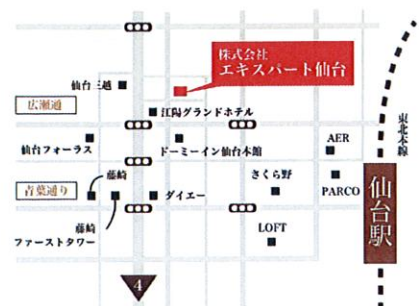 株式会社
エキスパート仙台
仙台三越
広瀬通
江陽グランドホテル
仙台フォーラス
ドーミーイン仙台本館
AER
東北本線
青葉通り
藤崎
ダイエー
さくら野
PARCO
仙台駅
藤崎
ファーストタワー
LOFT
4